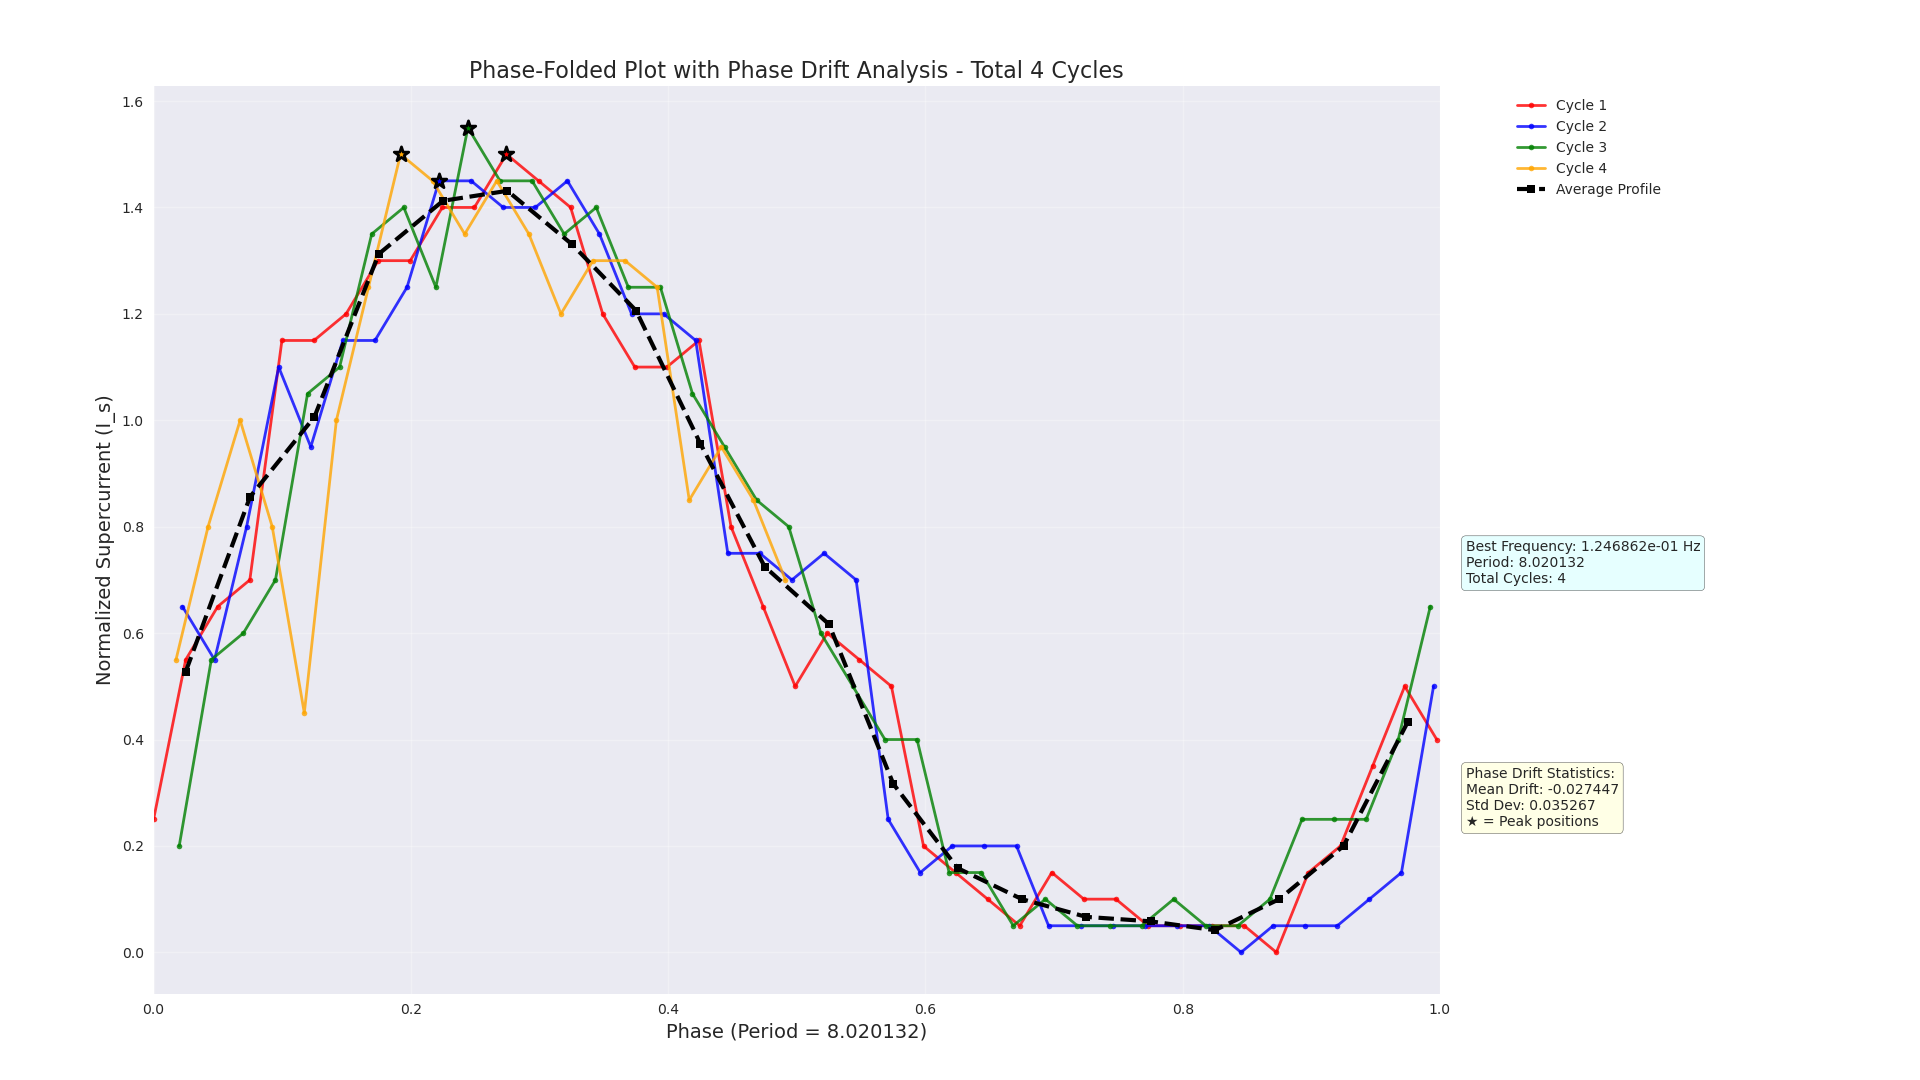 Phase-Folded Plot with Phase Drift Analysis - Total 4 Cycles
Normalized Supercurrent (I_s)
1.6
1.4
1.2
1.0
0.8
0.6
0.4
0.2
0.0
0.0
0.2
0.4
0.6
0.8
1.0
Phase (Period = 8.020132)
Cycle 1
Cycle 2
Cycle 3
Cycle 4
Average Profile
Best Frequency: 1.246862e-01 Hz
Period: 8.020132
Total Cycles: 4
Phase Drift Statistics:
Mean Drift: -0.027447
Std Dev: 0.035267
★ = Peak positions